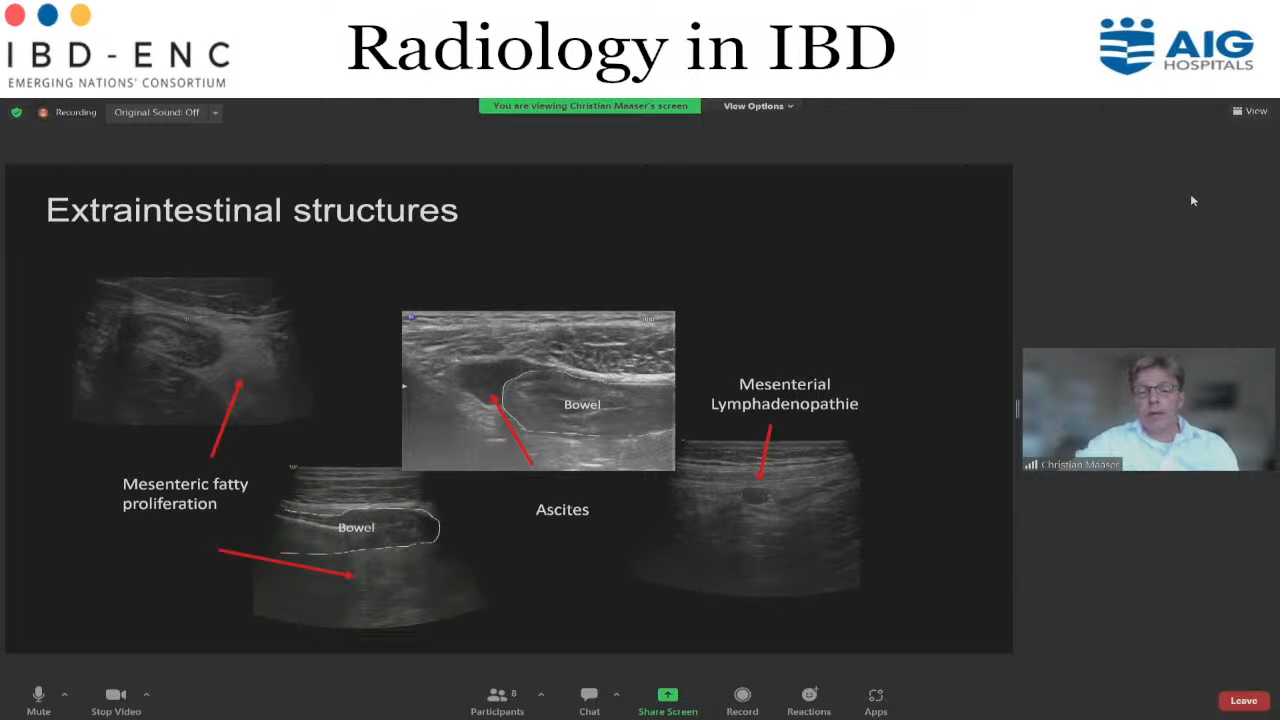 IBD-ENC
EMERGING NATIONS' CONSORTIUM
Radiology in IBD
AIG
HOSPITALS
Recording
Original Sound: Off
You are viewing Christian Maaser's screen
View Options
View
Extraintestinal structures
Bowel
Mesenterial
Lymphadenopathie
Christian Maaser
Mesenteric fatty
proliferation
Ascites
Bowel
Mute
Stop Video
Participants
8
Chat
Share Screen
Record
Reactions
Apps
Leave